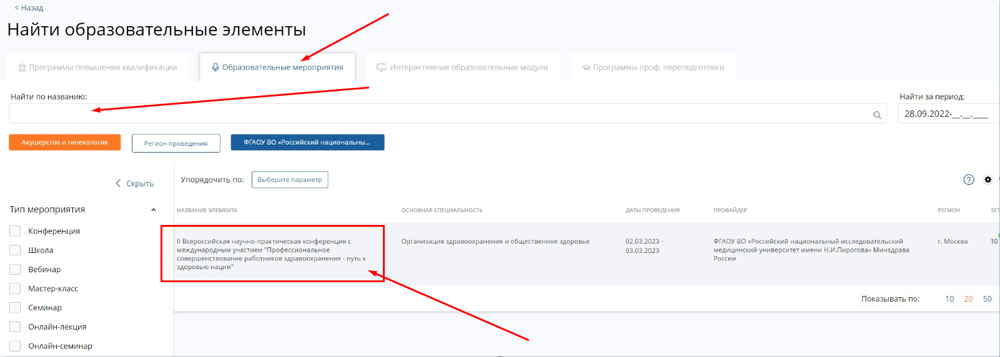 < Назад
Найти образовательные элементы
Программы повышения квалификации
Образовательные мероприятия
Интерактивные образовательные модули
Программы проф. переподготовки
Найти по названию:
Найти за период:
28.09.2022-__.__.____
Акушерство и гинекология
Регион проведения
ФГАОУ ВО «Российский национальны...
Скрыть
Упорядочить по:
Выберите параметр
Тип мероприятия
Конференция
Школа
Вебинар
Мастер-класс
Семинар
Онлайн-лекция
Онлайн-семинар
НАЗВАНИЕ ЭЛЕМЕНТА
ОСНОВНАЯ СПЕЦИАЛЬНОСТЬ
ДАТЫ ПРОВЕДЕНИЯ
ПРОВАЙДЕР
РЕГИОН
ЗЕТ
II Всероссийская научно-практическая конференция с
международным участием "Профессиональное
совершенствование работников здравоохранения - путь к
здоровью нации"
Организация здравоохранения и общественное здоровье
02.03.2023 -
03.03.2023
ФГАОУ ВО «Российский национальный исследовательский
медицинский университет имени Н.И.Пирогова» Минздрава
России
г. Москва
10
Показывать по:
10
20
50